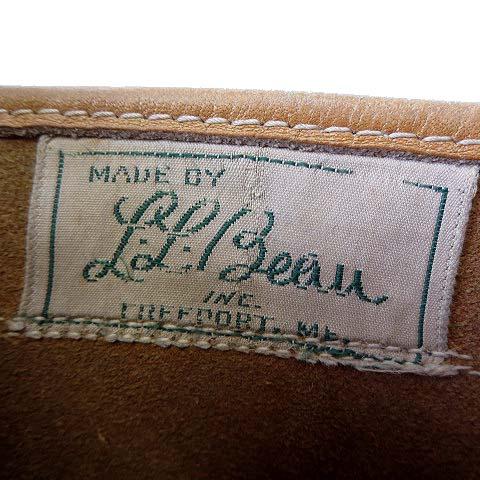 MADE BY
L.L. Bean
INC.
FREEPORT, ME.